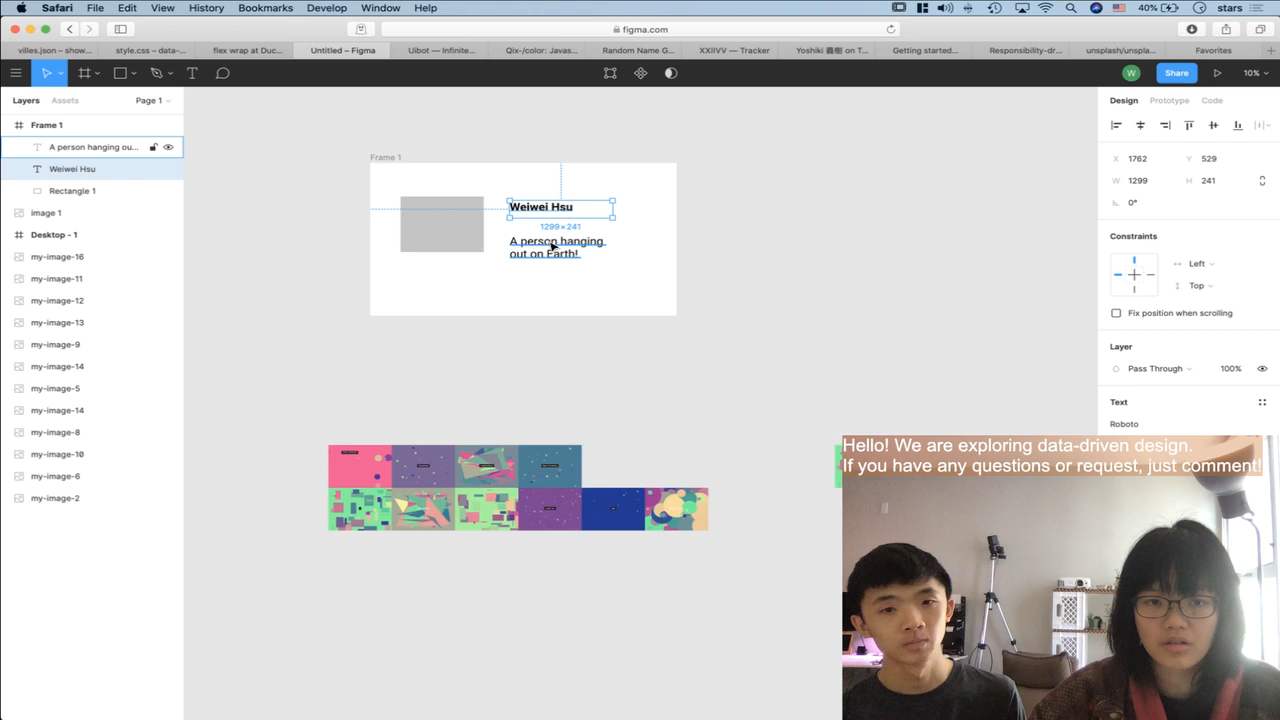 Safari File Edit View History Bookmarks Develop Window Help 40% stars
figma.com
villes.json – show... style.css – data-... flex wrap at Duc... Untitled – Figma Uibot — Infinite... Qix-/color: Javas... Random Name G... XXIIVV — Tracker Yoshiki 義樹 on T... Getting started... Responsibility-dr... unsplash/unspla... Favorites
W Share 10%
Layers Assets Page 1 Design Prototype Code
Frame 1
A person hanging ou...
Weiwei Hsu
Rectangle 1
image 1
Desktop - 1
my-image-16
my-image-11
my-image-12
my-image-13
my-image-9
my-image-14
my-image-5
my-image-14
my-image-8
my-image-10
my-image-6
my-image-2
Frame 1
Weiwei Hsu
1299 × 241
A person hanging
out on Earth!
X 1762 Y 529
W 1299 H 241
0°
Constraints
Left
Top
Fix position when scrolling
Layer
Pass Through 100%
Text
Roboto
Hello! We are exploring data-driven design.
If you have any questions or request, just comment!